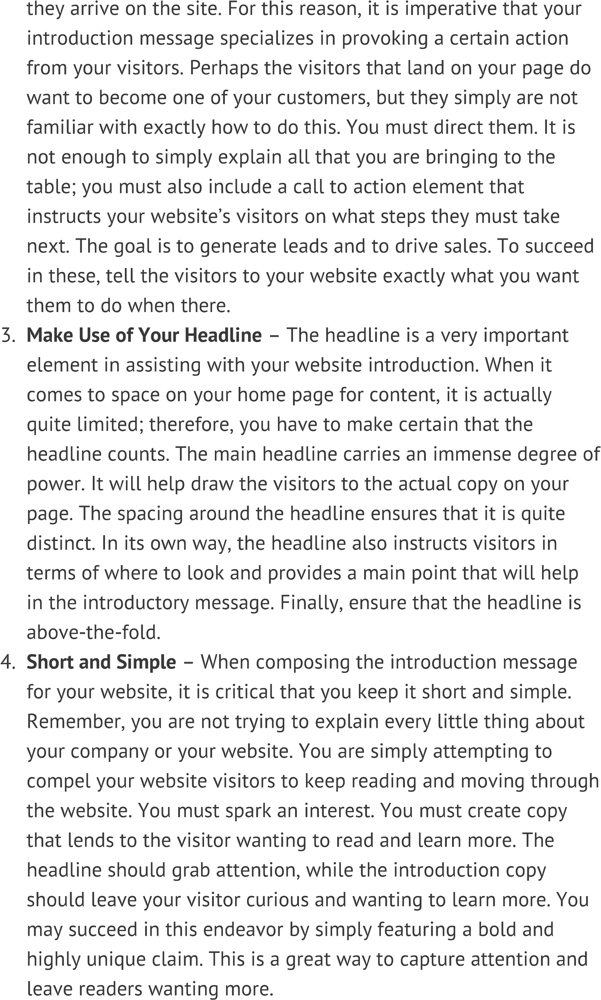 they arrive on the site. For this reason, it is imperative that your
introduction message specializes in provoking a certain action
from your visitors. Perhaps the visitors that land on your page do
want to become one of your customers, but they simply are not
familiar with exactly how to do this. You must direct them. It is
not enough to simply explain all that you are bringing to the
table; you must also include a call to action element that
instructs your website’s visitors on what steps they must take
next. The goal is to generate leads and to drive sales. To succeed
in these, tell the visitors to your website exactly what you want
them to do when there.
3. Make Use of Your Headline – The headline is a very important
element in assisting with your website introduction. When it
comes to space on your home page for content, it is actually
quite limited; therefore, you have to make certain that the
headline counts. The main headline carries an immense degree of
power. It will help draw the visitors to the actual copy on your
page. The spacing around the headline ensures that it is quite
distinct. In its own way, the headline also instructs visitors in
terms of where to look and provides a main point that will help
in the introductory message. Finally, ensure that the headline is
above-the-fold.
4. Short and Simple – When composing the introduction message
for your website, it is critical that you keep it short and simple.
Remember, you are not trying to explain every little thing about
your company or your website. You are simply attempting to
compel your website visitors to keep reading and moving through
the website. You must spark an interest. You must create copy
that lends to the visitor wanting to read and learn more. The
headline should grab attention, while the introduction copy
should leave your visitor curious and wanting to learn more. You
may succeed in this endeavor by simply featuring a bold and
highly unique claim. This is a great way to capture attention and
leave readers wanting more.